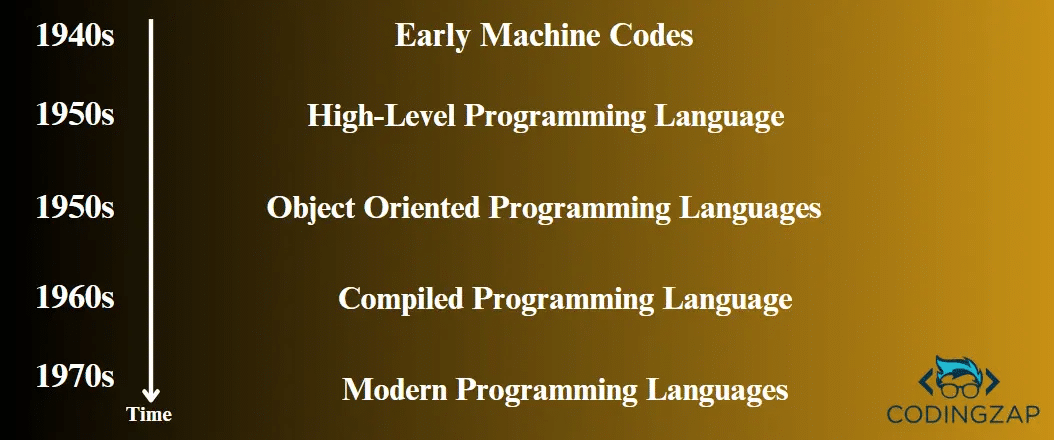 1940s Early Machine Codes
1950s High-Level Programming Language
1950s Object Oriented Programming Languages
1960s Compiled Programming Language
1970s Modern Programming Languages
Time
CODINGZAP